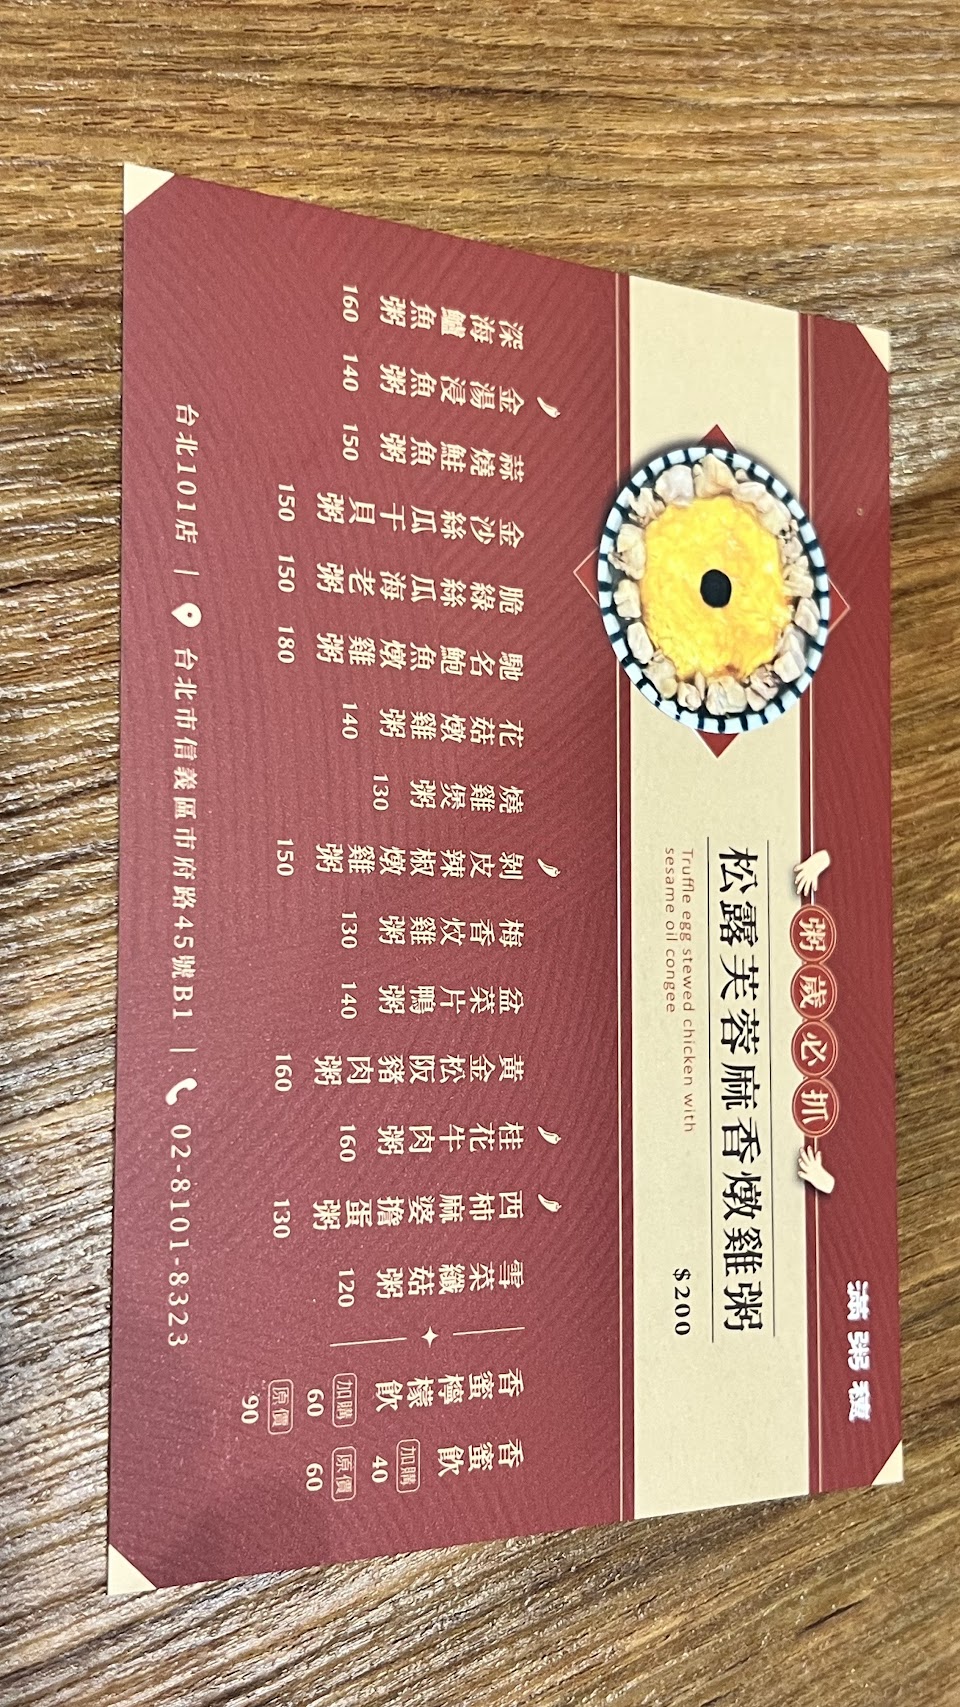 滿粥
粥歲必抓
松露芙蓉麻香燉雞粥
Truffle egg stewed chicken with
sesame oil congee
$200
深海鱺魚粥
160
金湯浸魚粥
140
蒜燒鮭魚粥
150
金沙絲瓜干貝粥
150
脆綠絲瓜海老粥
150
馳名鮑魚燉雞粥
180
花菇燉雞粥
140
燒雞煲粥
130
剝皮辣椒燉雞粥
150
梅香炆雞粥
130
盆菜片鴨粥
140
黃金松阪豬肉粥
160
桂花牛肉粥
160
西柿麻婆擔蛋粥
130
雪菜纖菇粥
120
香蜜檸檬飲
加購
60
原價
90
香蜜飲
加購
40
原價
60
台北101店 | 台北市信義區市府路45號B1 | 02-8101-8323